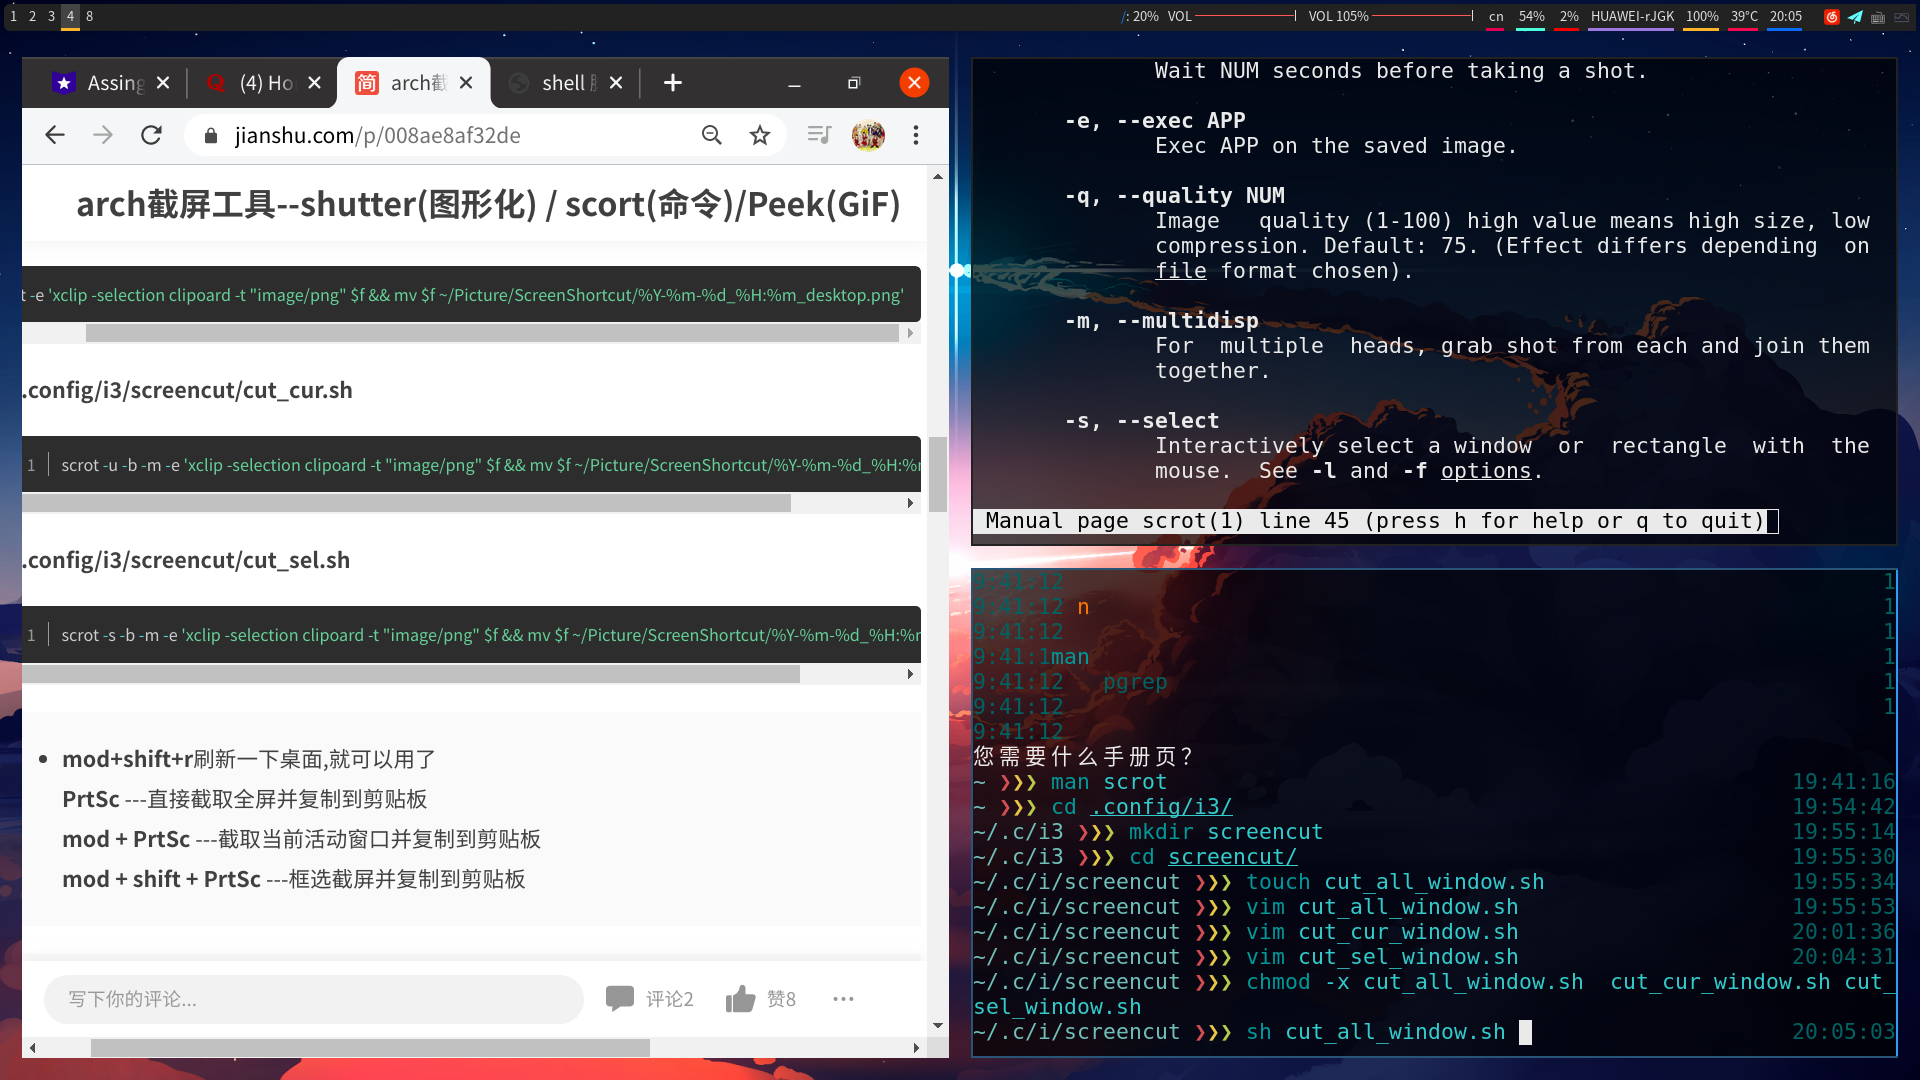 1 2 3 4 8
/: 20% VOL VOL 105% cn 54% 2% HUAWEI-rJGK 100% 39°C 20:05
Assing (4) Ho arch截 shell
jianshu.com/p/008ae8af32de
arch截屏工具--shutter(图形化) / scort(命令)/Peek(GiF)
t -e 'xclip -selection clipoard -t "image/png" $f && mv $f ~/Picture/ScreenShortcut/%Y-%m-%d_%H:%m_desktop.png'
.config/i3/screencut/cut_cur.sh
1 scrot -u -b -m -e 'xclip -selection clipoard -t "image/png" $f && mv $f ~/Picture/ScreenShortcut/%Y-%m-%d_%H:%m
.config/i3/screencut/cut_sel.sh
1 scrot -s -b -m -e 'xclip -selection clipoard -t "image/png" $f && mv $f ~/Picture/ScreenShortcut/%Y-%m-%d_%H:%m
• mod+shift+r刷新一下桌面,就可以用了
PrtSc ---直接截取全屏并复制到剪贴板
mod + PrtSc ---截取当前活动窗口并复制到剪贴板
mod + shift + PrtSc ---框选截屏并复制到剪贴板
写下你的评论... 评论2 赞8 ...
Wait NUM seconds before taking a shot.
-e, --exec APP
Exec APP on the saved image.
-q, --quality NUM
Image quality (1-100) high value means high size, low
compression. Default: 75. (Effect differs depending on
file format chosen).
-m, --multidisp
For multiple heads, grab shot from each and join them
together.
-s, --select
Interactively select a window or rectangle with the
mouse. See -l and -f options.
Manual page scrot(1) line 45 (press h for help or q to quit)
9:41:12 1
9:41:12 n 1
9:41:12 1
9:41:1man 1
9:41:12 pgrep 1
9:41:12 1
9:41:12
您需要什么手册页？
~ ❯❯❯ man scrot 19:41:16
~ ❯❯❯ cd .config/i3/ 19:54:42
~/.c/i3 ❯❯❯ mkdir screencut 19:55:14
~/.c/i3 ❯❯❯ cd screencut/ 19:55:30
~/.c/i/screencut ❯❯❯ touch cut_all_window.sh 19:55:34
~/.c/i/screencut ❯❯❯ vim cut_all_window.sh 19:55:53
~/.c/i/screencut ❯❯❯ vim cut_cur_window.sh 20:01:36
~/.c/i/screencut ❯❯❯ vim cut_sel_window.sh 20:04:31
~/.c/i/screencut ❯❯❯ chmod -x cut_all_window.sh cut_cur_window.sh cut_
sel_window.sh
~/.c/i/screencut ❯❯❯ sh cut_all_window.sh 20:05:03